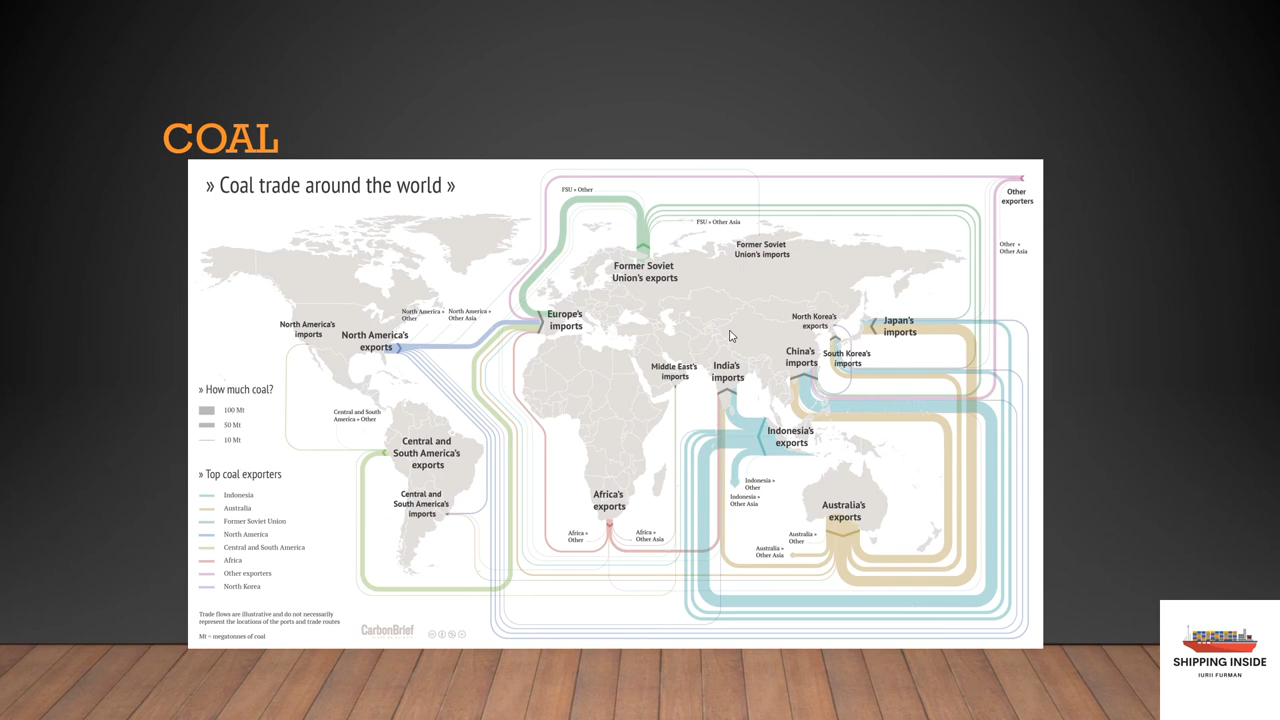 COAL
» Coal trade around the world »
FSU » Other
Other
exporters
FSU » Other Asia
Other »
Other Asia
Former Soviet
Union's imports
Former Soviet
Union's exports
North America »
Other
North America »
Other Asia
Europe's
imports
North Korea's
exports
Japan's
imports
North America's
imports
North America's
exports
China's
imports
South Korea's
imports
Middle East's
imports
India's
imports
» How much coal?
100 Mt
50 Mt
10 Mt
Central and South
America » Other
Central and
South America's
exports
Indonesia's
exports
» Top coal exporters
Indonesia
Australia
Former Soviet Union
North America
Central and South America
Africa
Other exporters
North Korea
Central and
South America's
imports
Africa's
exports
Indonesia »
Other
Indonesia »
Other Asia
Australia's
exports
Africa »
Other
Africa »
Other Asia
Australia »
Other
Australia »
Other Asia
Trade flows are illustrative and do not necessarily
represent the locations of the ports and trade routes
Mt = megatonnes of coal
CarbonBrief
SHIPPING INSIDE
IURII FURMAN